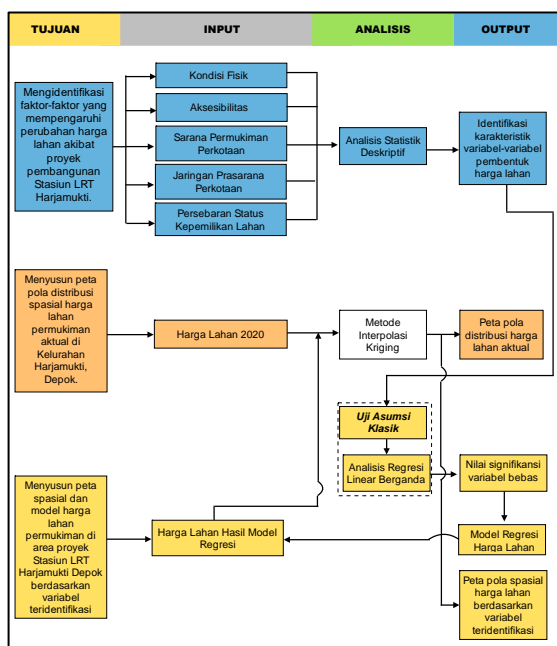 TUJUAN
INPUT
ANALISIS
OUTPUT
Mengidentifikasi
faktor-faktor yang
mempengaruhi
perubahan harga
lahan akibat
proyek
pembangunan
Stasiun LRT
Harjamukti.
Kondisi Fisik
Aksesibilitas
Sarana Permukiman
Perkotaan
Jaringan Prasarana
Perkotaan
Persebaran Status
Kepemilikan Lahan
Analisis Statistik
Deskriptif
Identifikasi
karakteristik
variabel-variabel
pembentuk harga
lahan
Menyusun peta
pola distribusi
spasial harga
lahan
permukiman
aktual di
Kelurahan
Harjamukti,
Depok.
Harga Lahan 2020
Metode
Interpolasi
Kriging
Peta pola
distribusi harga
lahan aktual
Uji Asumsi
Klasik
Analisis Regresi
Linear Berganda
Nilai signifikansi
variabel bebas
Menyusun peta
spasial dan
model harga
lahan
permukiman di
area proyek
Stasiun LRT
Harjamukti Depok
berdasarkan
variabel
teridentifikasi
Harga Lahan Hasil Model
Regresi
Model Regresi
Harga Lahan
Peta pola spasial
harga lahan
berdasarkan
variabel
teridentifikasi